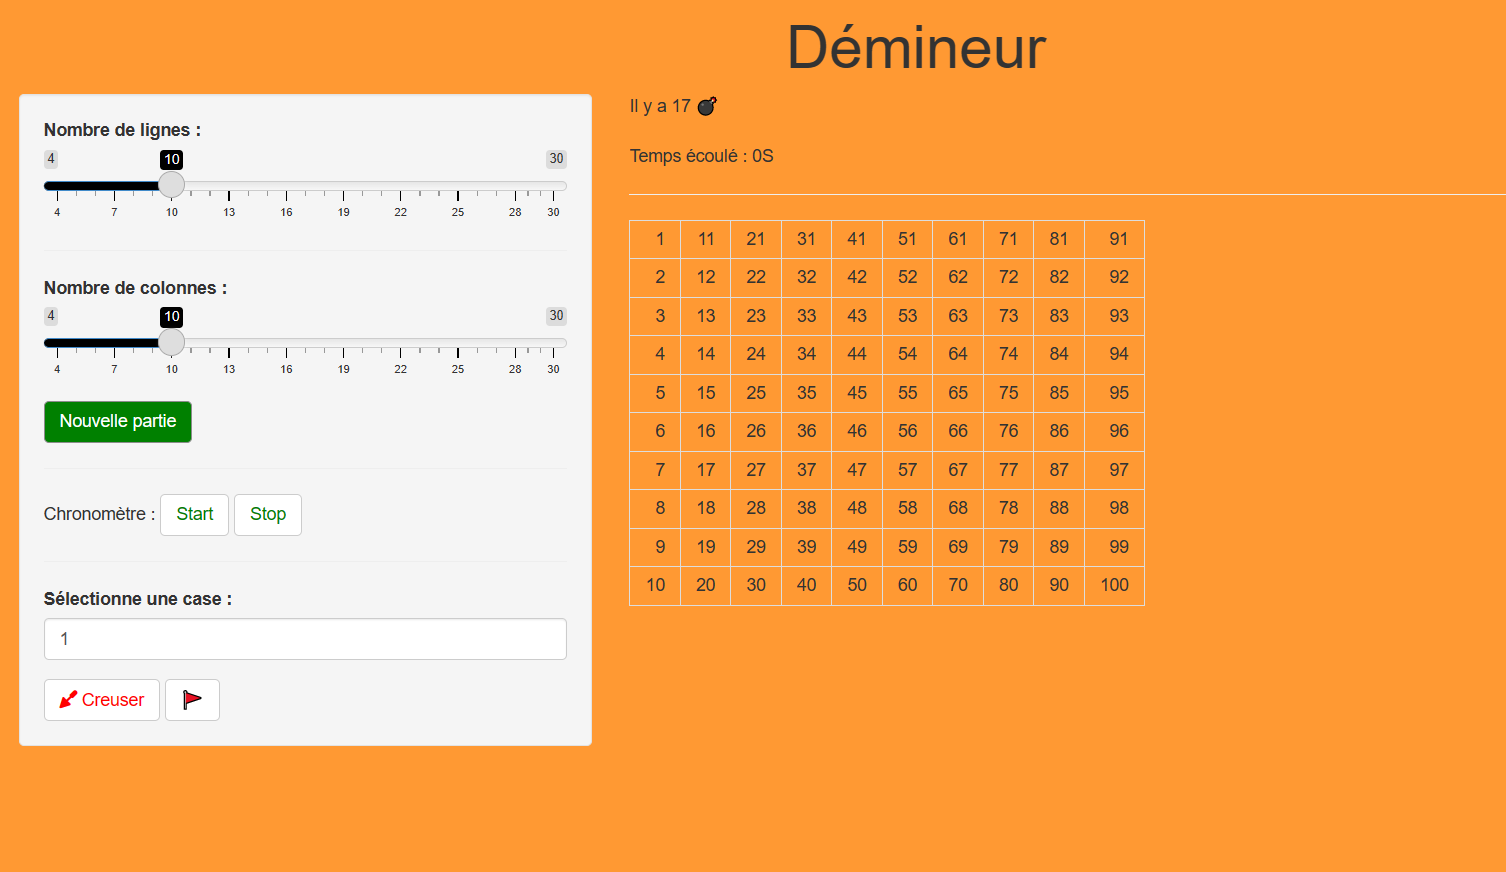 Démineur
Nombre de lignes :
4 10 30
4 7 10 13 16 19 22 25 28 30
Nombre de colonnes :
4 10 30
4 7 10 13 16 19 22 25 28 30
Nouvelle partie
Chronomètre : Start Stop
Sélectionne une case :
1
Creuser
Il y a 17
Temps écoulé : 0S
1 11 21 31 41 51 61 71 81 91
2 12 22 32 42 52 62 72 82 92
3 13 23 33 43 53 63 73 83 93
4 14 24 34 44 54 64 74 84 94
5 15 25 35 45 55 65 75 85 95
6 16 26 36 46 56 66 76 86 96
7 17 27 37 47 57 67 77 87 97
8 18 28 38 48 58 68 78 88 98
9 19 29 39 49 59 69 79 89 99
10 20 30 40 50 60 70 80 90 100